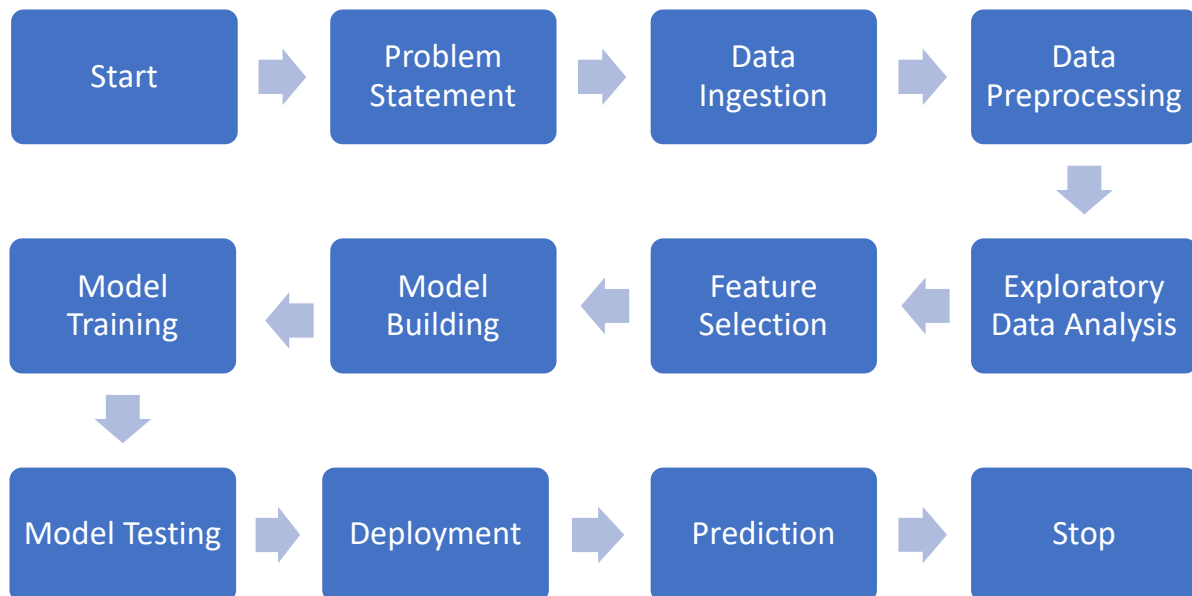 Start
Problem
Statement
Data
Ingestion
Data
Preprocessing
Exploratory
Data Analysis
Feature
Selection
Model
Building
Model
Training
Model Testing
Deployment
Prediction
Stop